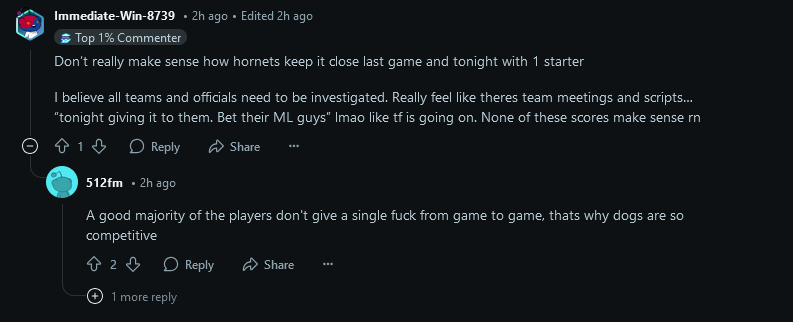 Immediate-Win-8739 • 2h ago • Edited 2h ago
Top 1% Commenter
Don't really make sense how hornets keep it close last game and tonight with 1 starter
I believe all teams and officials need to be investigated. Really feel like theres team meetings and scripts...
“tonight giving it to them. Bet their ML guys” lmao like tf is going on. None of these scores make sense rn
1 Reply Share ...
512fm • 2h ago
A good majority of the players don't give a single fuck from game to game, thats why dogs are so
competitive
2 Reply Share ...
1 more reply